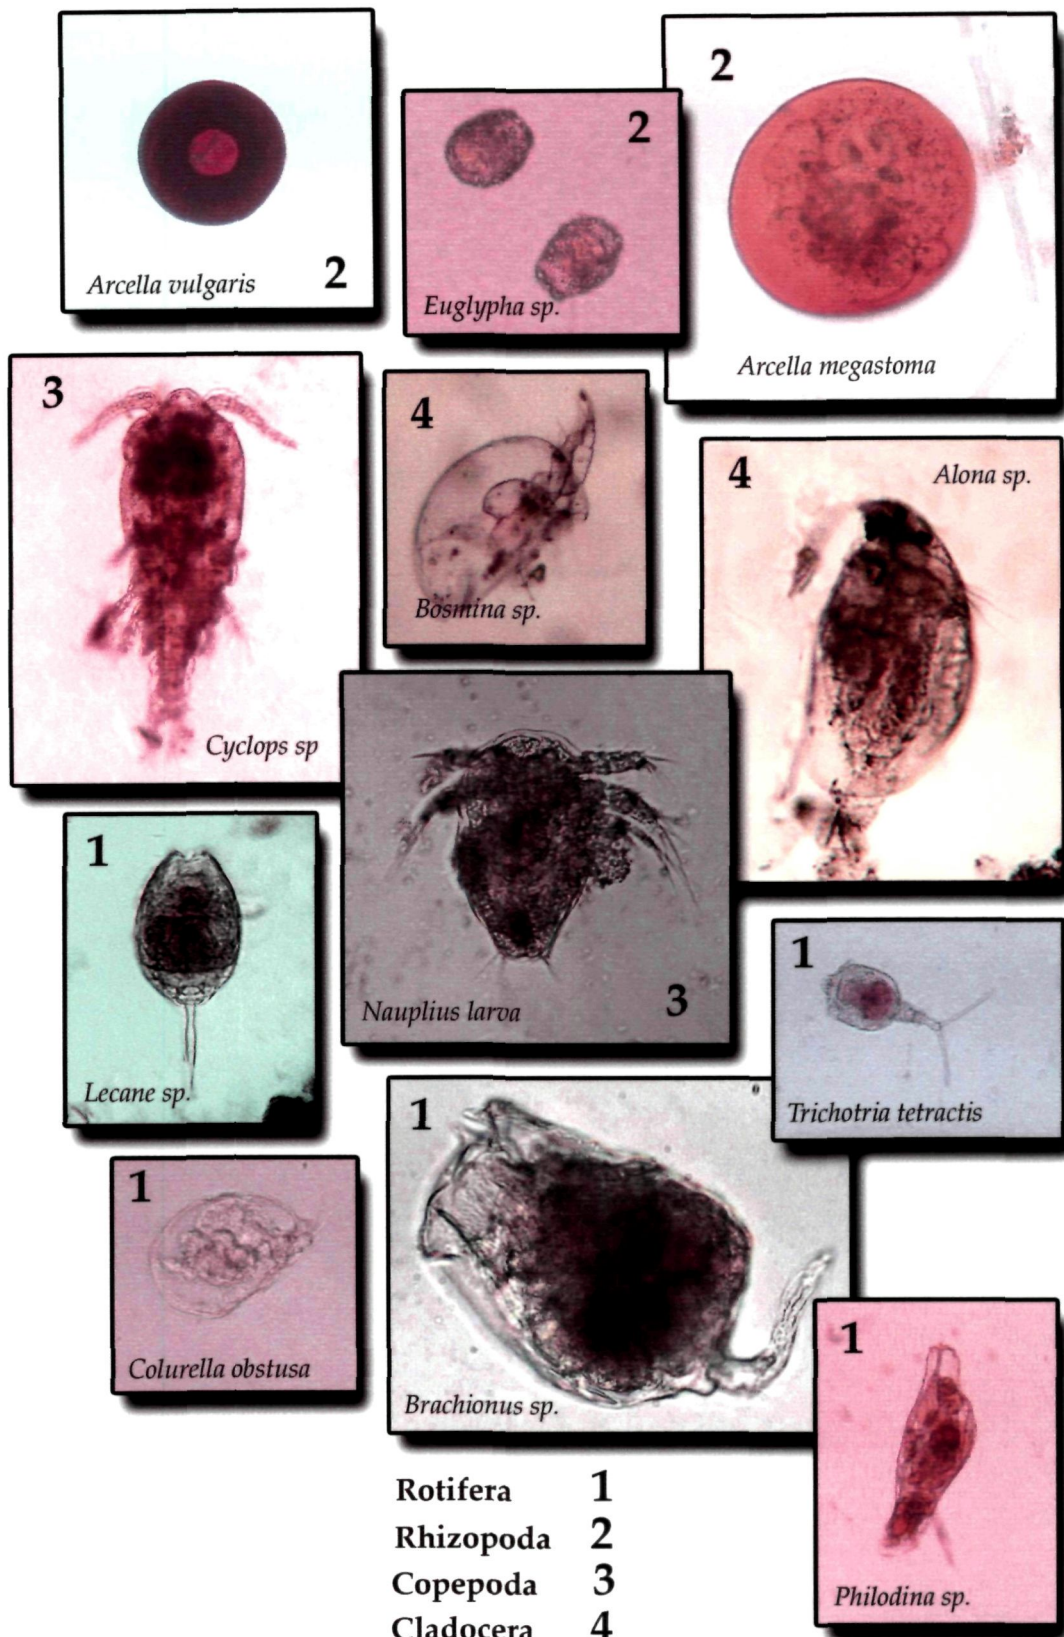 2
Arcella vulgaris
2
Euglypha sp.
2
Arcella megastoma
3
Cyclops sp
4
Bosmina sp.
4
Alona sp.
Nauplius larva
3
1
Lecane sp.
1
Trichotria tetractis
1
Colurella obstusa
1
Brachionus sp.
1
Philodina sp.
Rotifera 1
Rhizopoda 2
Copepoda 3
Cladocera 4